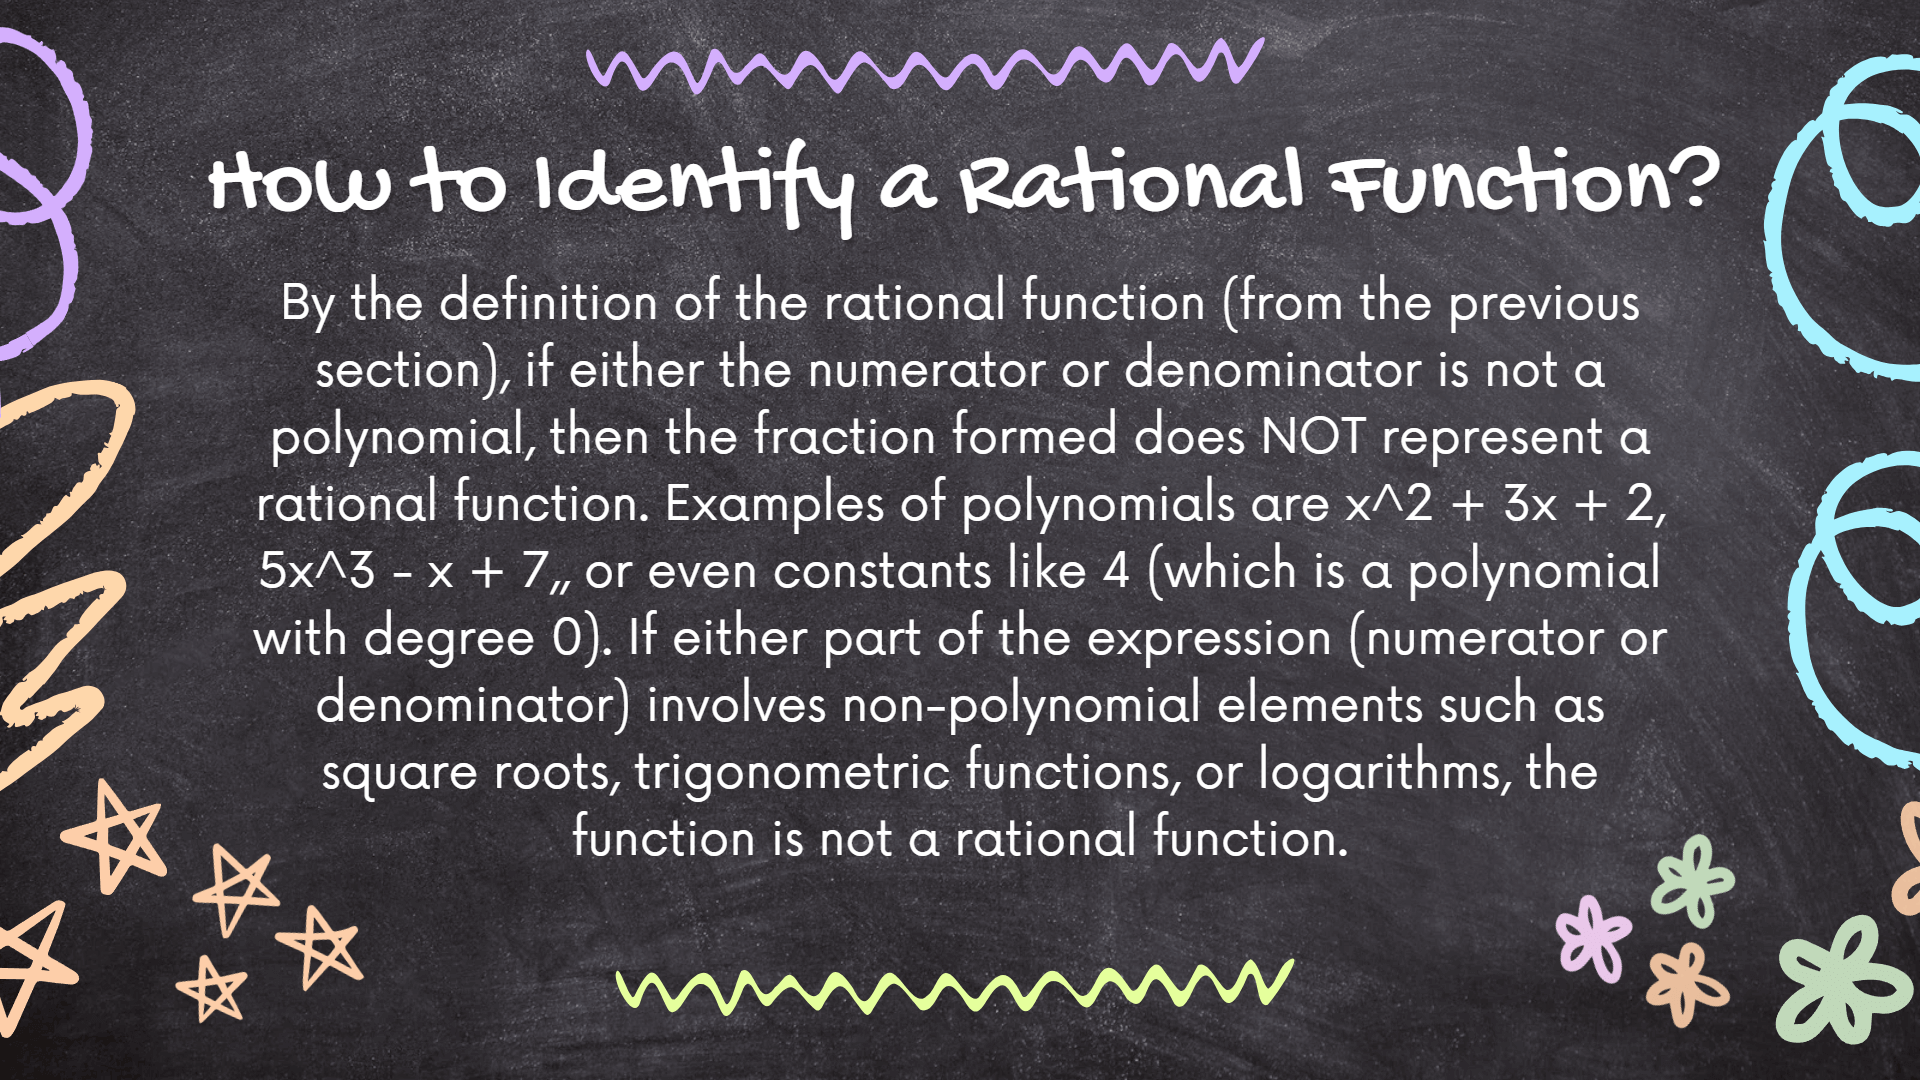 How to Identify a Rational Function?
By the definition of the rational function (from the previous
section), if either the numerator or denominator is not a
polynomial, then the fraction formed does NOT represent a
rational function. Examples of polynomials are x^2 + 3x + 2,
5x^3 - x + 7,, or even constants like 4 (which is a polynomial
with degree 0). If either part of the expression (numerator or
denominator) involves non-polynomial elements such as
square roots, trigonometric functions, or logarithms, the
function is not a rational function.